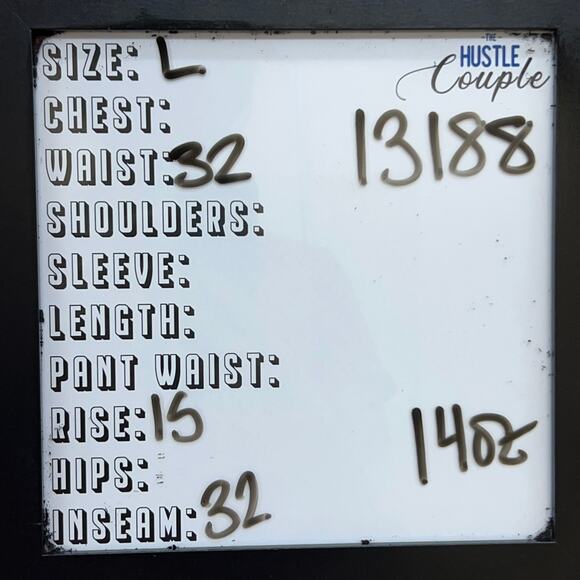 THE
HUSTLE
Couple
SIZE: L
CHEST:
13188
WAIST: 32
SHOULDERS:
SLEEVE:
LENGTH:
PANT WAIST:
RISE: 15
14oz
HIPS:
INSEAM: 32